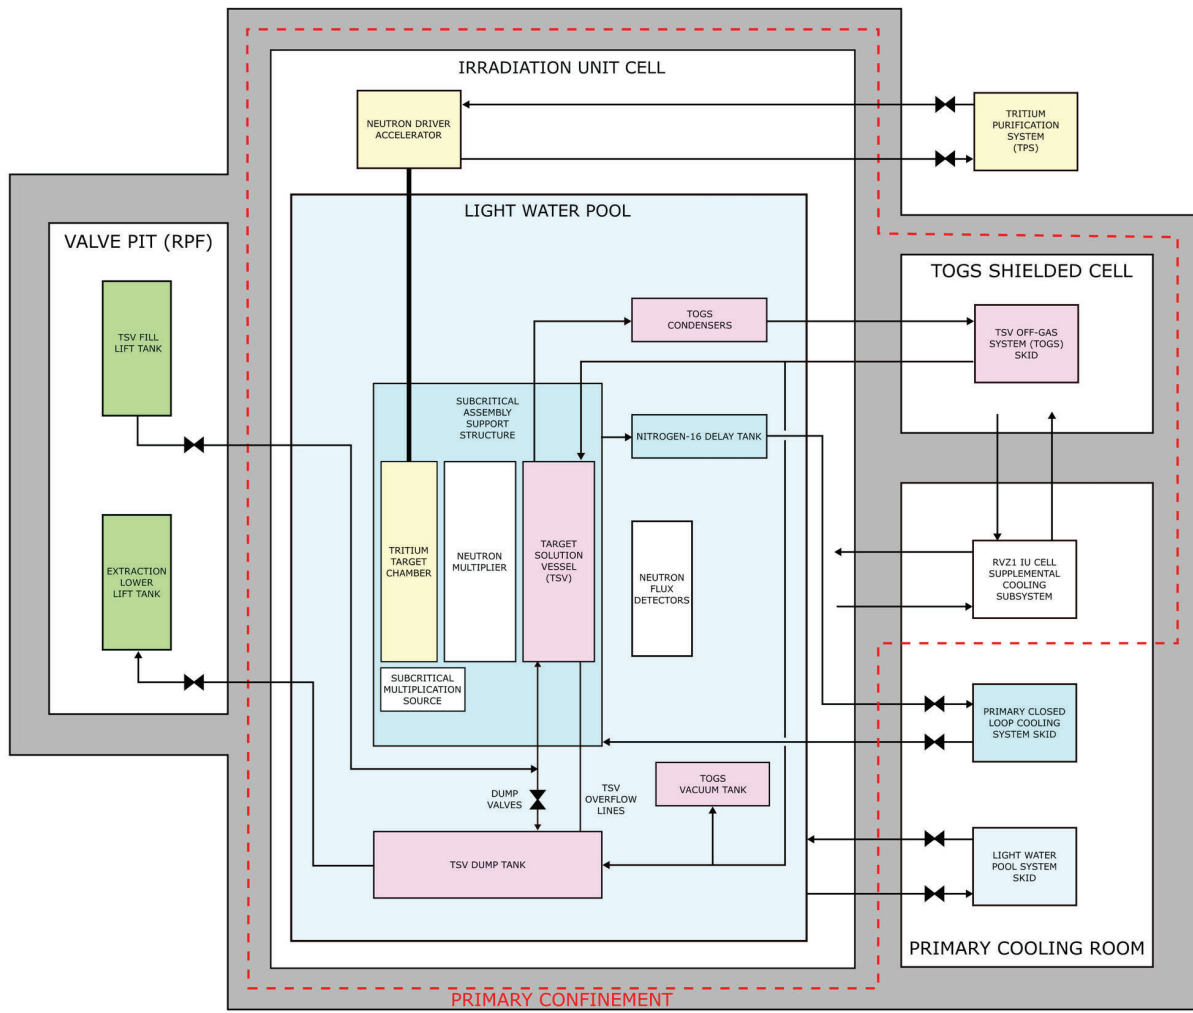 IRRADIATION UNIT CELL
NEUTRON DRIVER
ACCELERATOR
TRITIUM
PURIFICATION
SYSTEM
(TPS)
LIGHT WATER POOL
VALVE PIT (RPF)
TSV FILL
LIFT TANK
EXTRACTION
LOWER
LIFT TANK
TOGS SHIELDED CELL
TOGS
CONDENSERS
TSV OFF-GAS
SYSTEM (TOGS)
SKID
SUBCRITICAL
ASSEMBLY
SUPPORT
STRUCTURE
NITROGEN-16 DELAY TANK
TRITIUM
TARGET
CHAMBER
NEUTRON
MULTIPLIER
TARGET
SOLUTION
VESSEL
(TSV)
NEUTRON
FLUX
DETECTORS
RVZ1 IU CELL
SUPPLEMENTAL
COOLING
SUBSYSTEM
SUBCRITICAL
MULTIPLICATION
SOURCE
PRIMARY CLOSED
LOOP COOLING
SYSTEM SKID
DUMP
VALVES
TSV
OVERFLOW
LINES
TOGS
VACUUM TANK
TSV DUMP TANK
LIGHT WATER
POOL SYSTEM
SKID
PRIMARY COOLING ROOM
PRIMARY CONFINEMENT